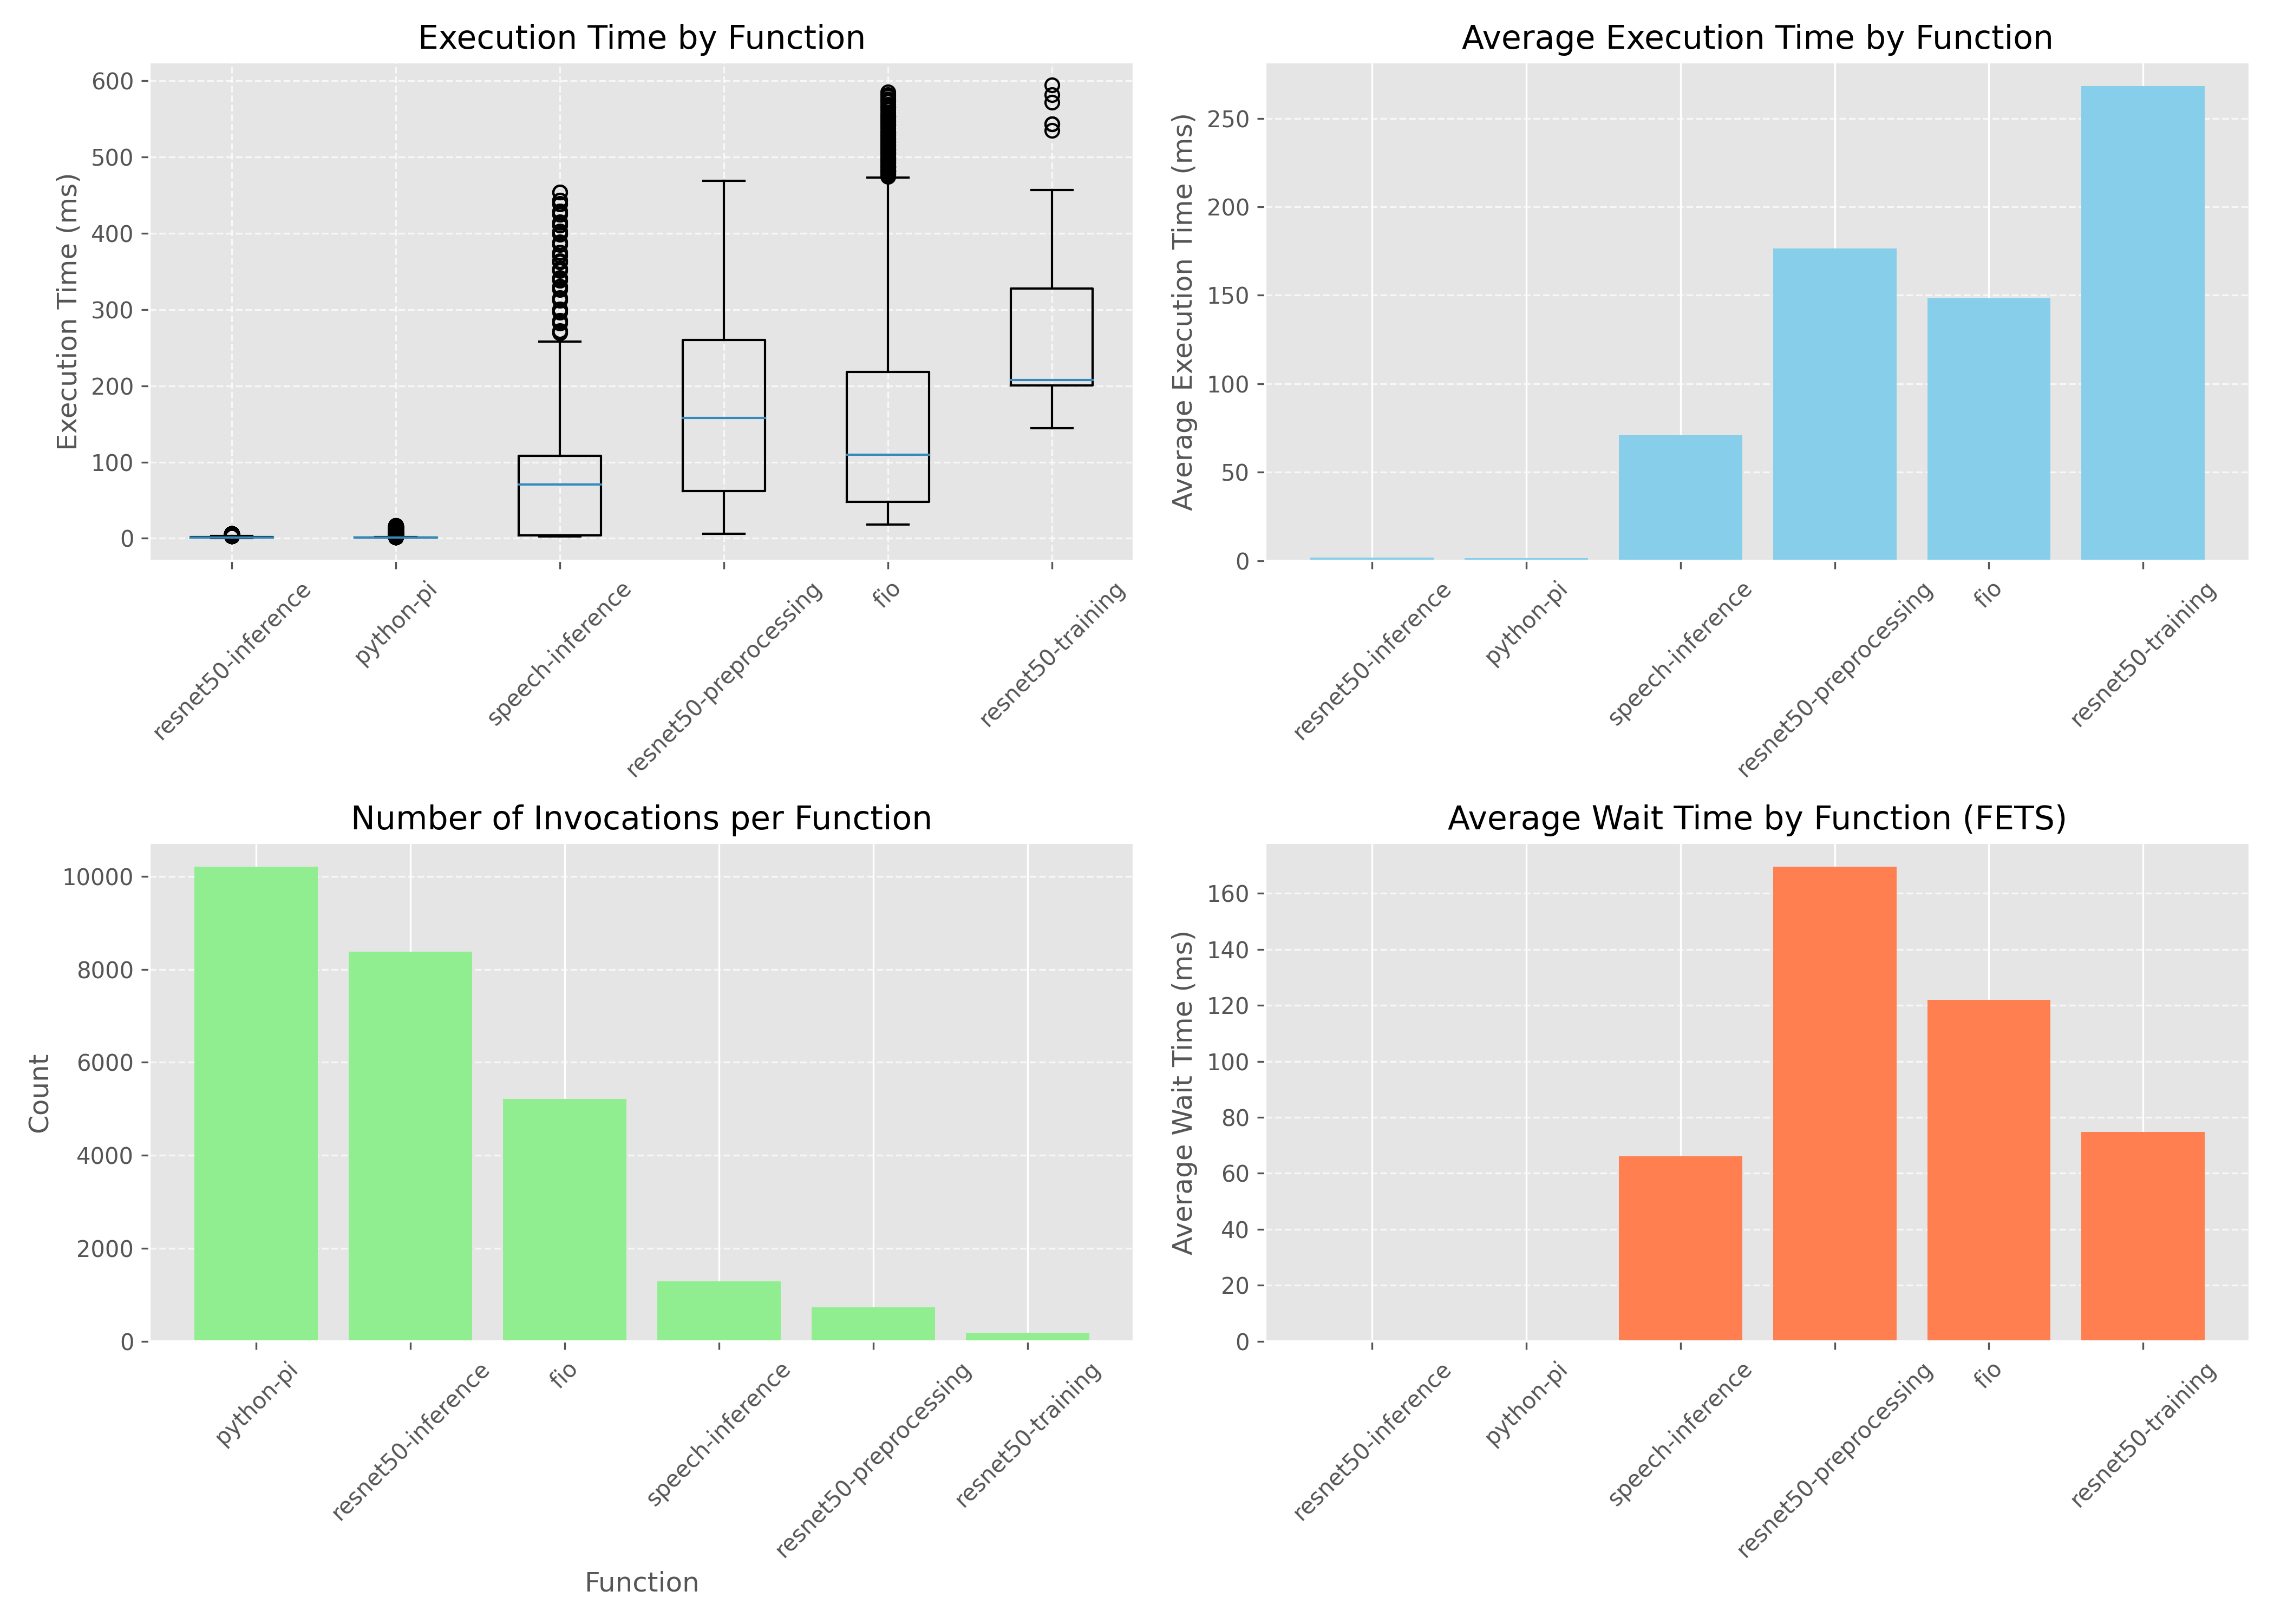 Execution Time by Function
Execution Time (ms)
600
500
400
300
200
100
0
resnet50-inference
python-pi
speech-inference
resnet50-preprocessing
fio
resnet50-training
Average Execution Time by Function
Average Execution Time (ms)
250
200
150
100
50
0
resnet50-inference
python-pi
speech-inference
resnet50-preprocessing
fio
resnet50-training
Number of Invocations per Function
Count
10000
8000
6000
4000
2000
0
python-pi
resnet50-inference
fio
speech-inference
resnet50-preprocessing
resnet50-training
Function
Average Wait Time by Function (FETS)
Average Wait Time (ms)
160
140
120
100
80
60
40
20
0
resnet50-inference
python-pi
speech-inference
resnet50-preprocessing
fio
resnet50-training